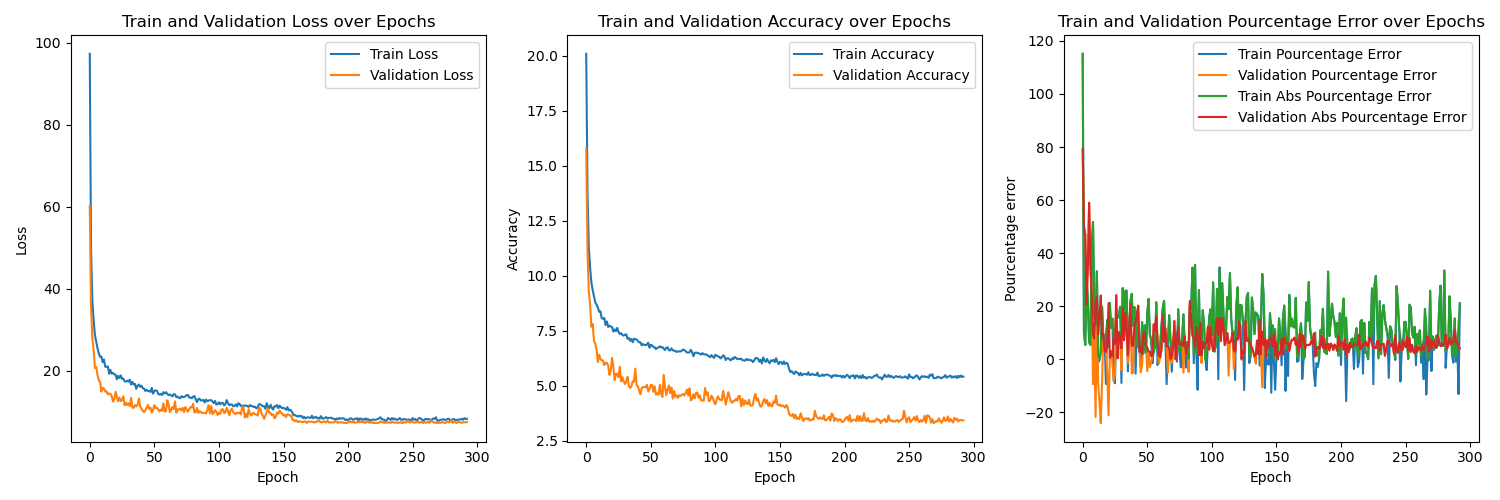 Train and Validation Loss over Epochs
100
80
60
40
20
Loss
0 50 100 150 200 250 300
Epoch
Train Loss
Validation Loss
Train and Validation Accuracy over Epochs
20.0
17.5
15.0
12.5
10.0
7.5
5.0
2.5
Accuracy
0 50 100 150 200 250 300
Epoch
Train Accuracy
Validation Accuracy
Train and Validation Pourcentage Error over Epochs
120
100
80
60
40
20
0
−20
Pourcentage error
0 50 100 150 200 250 300
Epoch
Train Pourcentage Error
Validation Pourcentage Error
Train Abs Pourcentage Error
Validation Abs Pourcentage Error